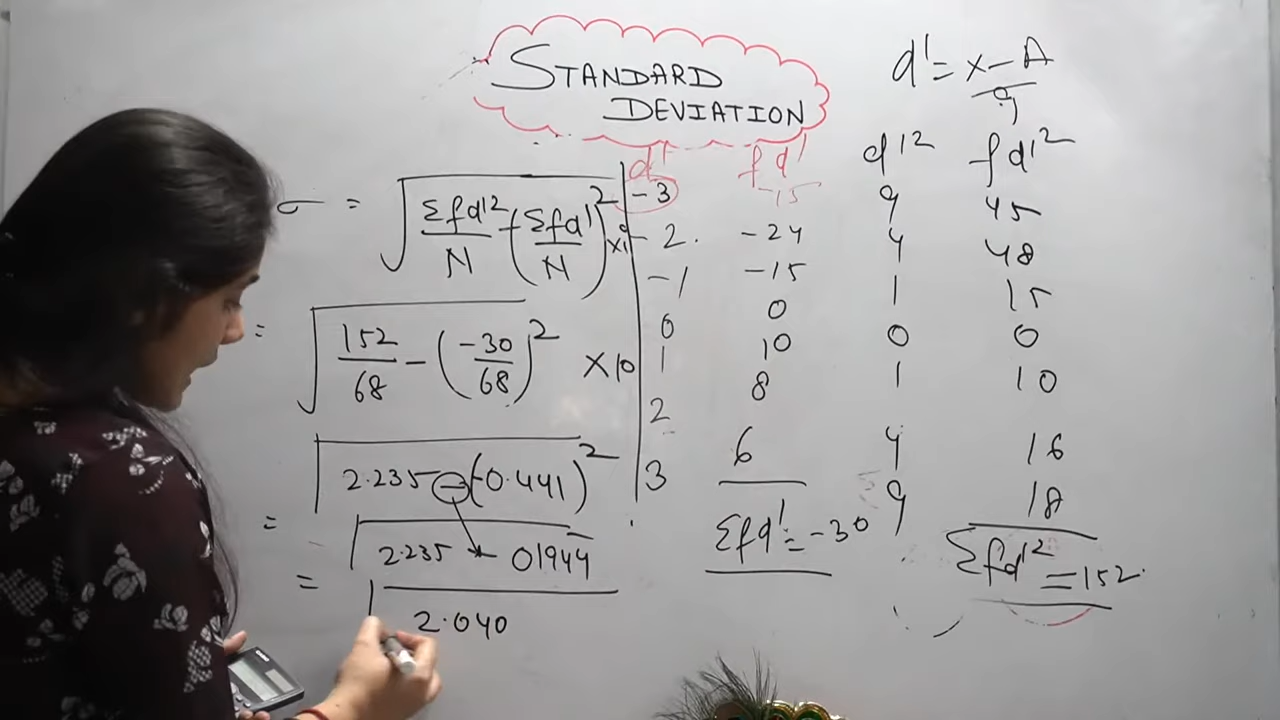 STANDARD
DEVIATION
d' = x - A / 9
σ = √ Σfd'² / N - (Σfd' / N)² × i
= √ 152 / 68 - (-30 / 68)² × 10
√ 2.235 - (-0.441)²
= √ 2.235 - 01944
= √ 2.040
d' fd' d'² fd'²
-3 -15 9 45
-2 -24 4 48
-1 -15 1 15
0 0 0 0
1 10 1 10
2 8 4 16
3 6 9 18
Σfd' = -30
Σfd'² = 152